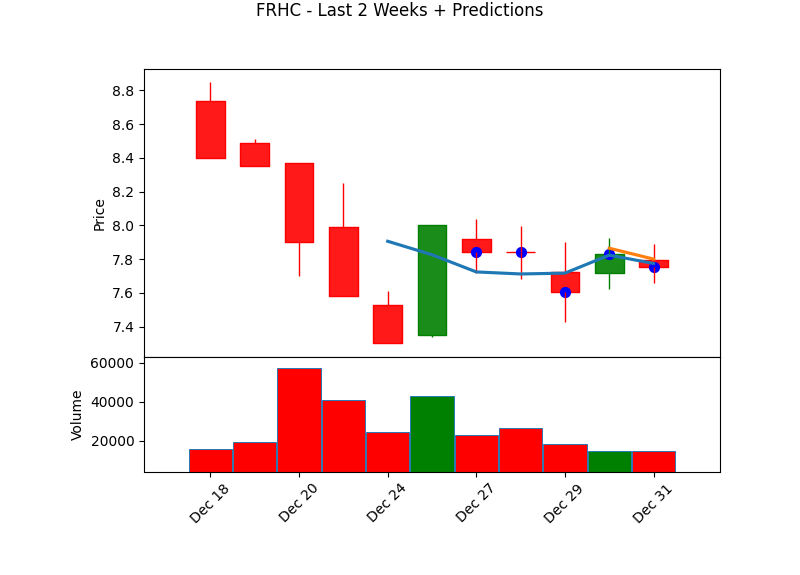 FRHC - Last 2 Weeks + Predictions
8.8
8.6
8.4
8.2
8.0
7.8
7.6
7.4
Price
60000
40000
20000
Volume
Dec 18
Dec 20
Dec 24
Dec 27
Dec 29
Dec 31